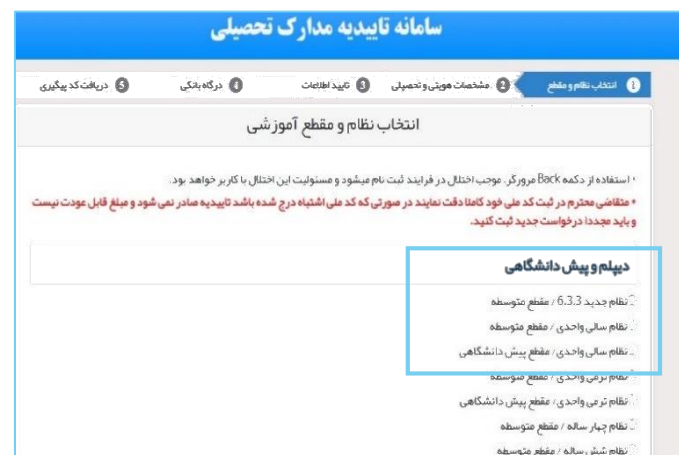 سامانه تاییدیه مدارک تحصیلی
1 انتخاب نظام و مقطع 2 مشخصات هویتی و تحصیلی 3 تایید اطلاعات 4 درگاه بانکی 5 دریافت کد پیگیری
انتخاب نظام و مقطع آموزشی
• استفاده از دکمه Back مرورگر، موجب اختلال در فرایند ثبت نام میشود و مسئولیت این اختلال با کاربر خواهد بود.
• متقاضی محترم در ثبت کد ملی خود کاملا دقت نمایند در صورتی که کد ملی اشتباه درج شده باشد تاییدیه صادر نمی شود و مبلغ قابل عودت نیست
و باید مجددا درخواست جدید ثبت کنید.
دیپلم و پیش دانشگاهی
نظام جدید 6.3.3 / مقطع متوسطه
نظام سالی واحدی / مقطع متوسطه
نظام سالی واحدی / مقطع پیش دانشگاهی
نظام ترمی واحدی / مقطع متوسطه
نظام ترمی واحدی / مقطع پیش دانشگاهی
نظام چهار ساله / مقطع متوسطه
نظام شش ساله / مقطع متوسطه